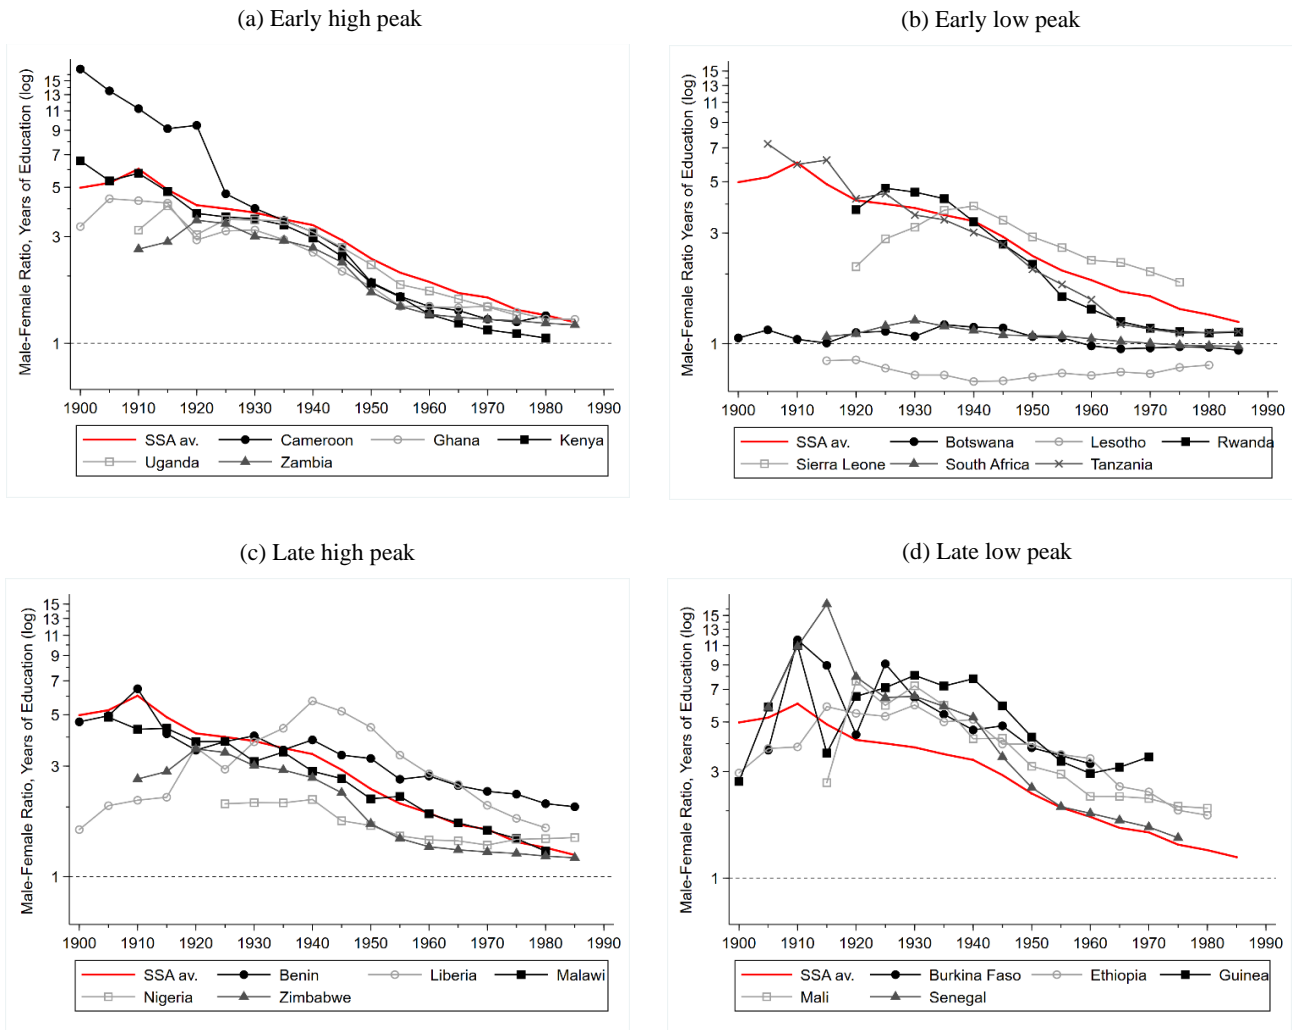 (a) Early high peak
Male-Female Ratio, Years of Education (log)
15
13
11
9
7
5
3
1
1900 1910 1920 1930 1940 1950 1960 1970 1980 1990
SSA av. Cameroon Ghana Kenya
Uganda Zambia
(b) Early low peak
Male-Female Ratio Years of Education (log)
15
13
11
9
7
5
3
1
1900 1910 1920 1930 1940 1950 1960 1970 1980 1990
SSA av. Botswana Lesotho Rwanda
Sierra Leone South Africa Tanzania
(c) Late high peak
Male-Female Ratio, Years of Education (log)
15
13
11
9
7
5
3
1
1900 1910 1920 1930 1940 1950 1960 1970 1980 1990
SSA av. Benin Liberia Malawi
Nigeria Zimbabwe
(d) Late low peak
Male-Female Ratio, Years of Education (log)
15
13
11
9
7
5
3
1
1900 1910 1920 1930 1940 1950 1960 1970 1980 1990
SSA av. Burkina Faso Ethiopia Guinea
Mali Senegal